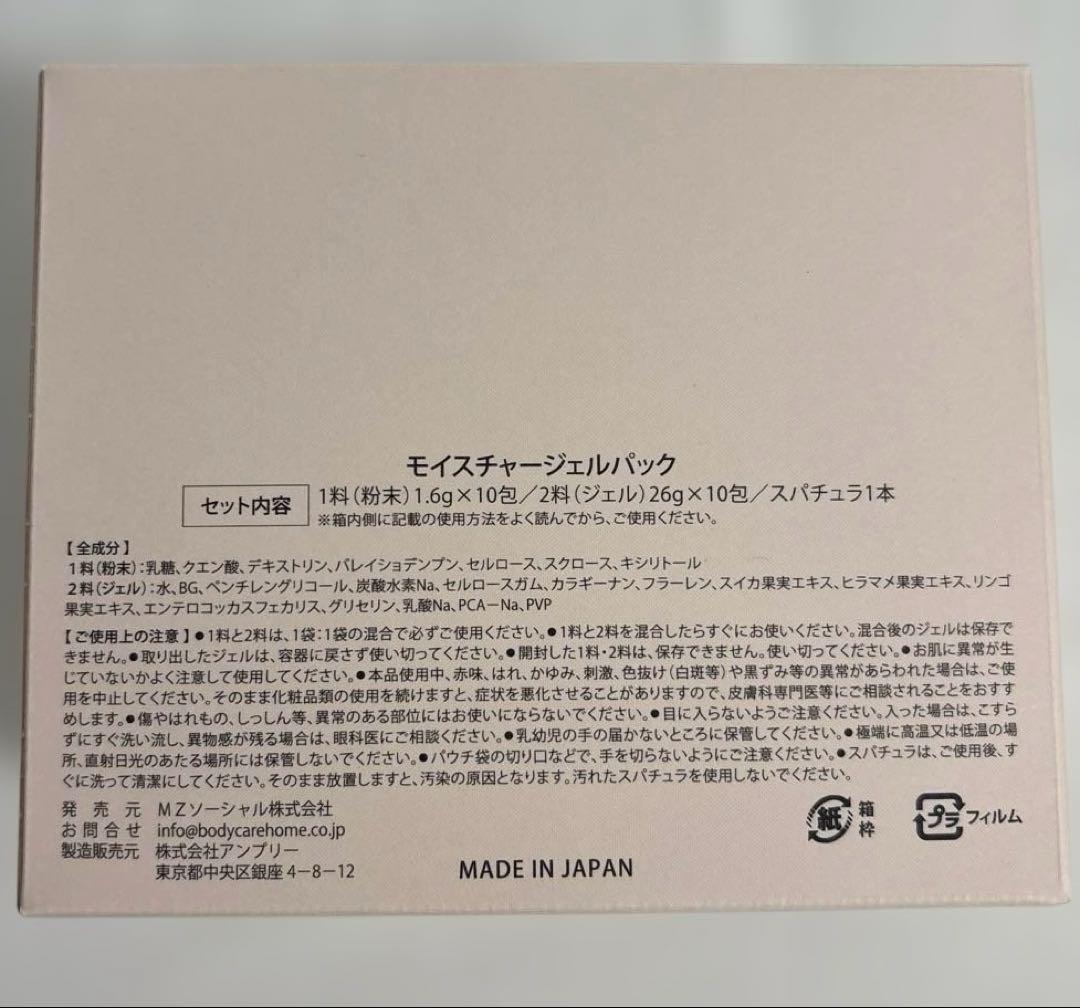 モイスチャージェルパック
セット内容
1料（粉末）1.6g×10包／2料（ジェル）26g×10包／スパチュラ1本
※箱内側に記載の使用方法をよく読んでから、ご使用ください。
【全成分】
1料（粉末）：乳糖、クエン酸、デキストリン、バレイショデンプン、セルロース、スクロース、キシリトール
2料（ジェル）：水、BG、ペンチレングリコール、炭酸水素Na、セルロースガム、カラギーナン、フラーレン、スイカ果実エキス、ヒラマメ果実エキス、リンゴ
果実エキス、エンテロコッカスフェカリス、グリセリン、乳酸Na、PCA－Na、PVP
【ご使用上の注意】●1料と2料は、1袋：1袋の混合で必ずご使用ください。●1料と2料を混合したらすぐにお使いください。混合後のジェルは保存で
きません。●取り出したジェルは、容器に戻さず使い切ってください。●開封した1料・2料は、保存できません。使い切ってください。●お肌に異常が生
じていないかよく注意して使用してください。●本品使用中、赤味、はれ、かゆみ、刺激、色抜け（白斑等）や黒ずみ等の異常があらわれた場合は、ご使
用を中止してください。そのまま化粧品類の使用を続けますと、症状を悪化させることがありますので、皮膚科専門医等にご相談されることをおすす
めします。●傷やはれもの、しっしん等、異常のある部位にはお使いにならないでください。●目に入らないようご注意ください。入った場合は、こすら
ずにすぐ洗い流し、異物感が残る場合は、眼科医にご相談ください。●乳幼児の手の届かないところに保管してください。●極端に高温又は低温の場
所、直射日光のあたる場所には保管しないでください。●パウチ袋の切り口などで、手を切らないようにご注意ください。●スパチュラは、ご使用後、す
ぐに洗って清潔にしてください。そのまま放置しますと、汚染の原因となります。汚れたスパチュラを使用しないでください。
発売元 MZソーシャル株式会社
お問合せ info@bodycarehome.co.jp
製造販売元 株式会社アンプリー
東京都中央区銀座4－8－12
MADE IN JAPAN
紙 箱
枠
プラ フィルム